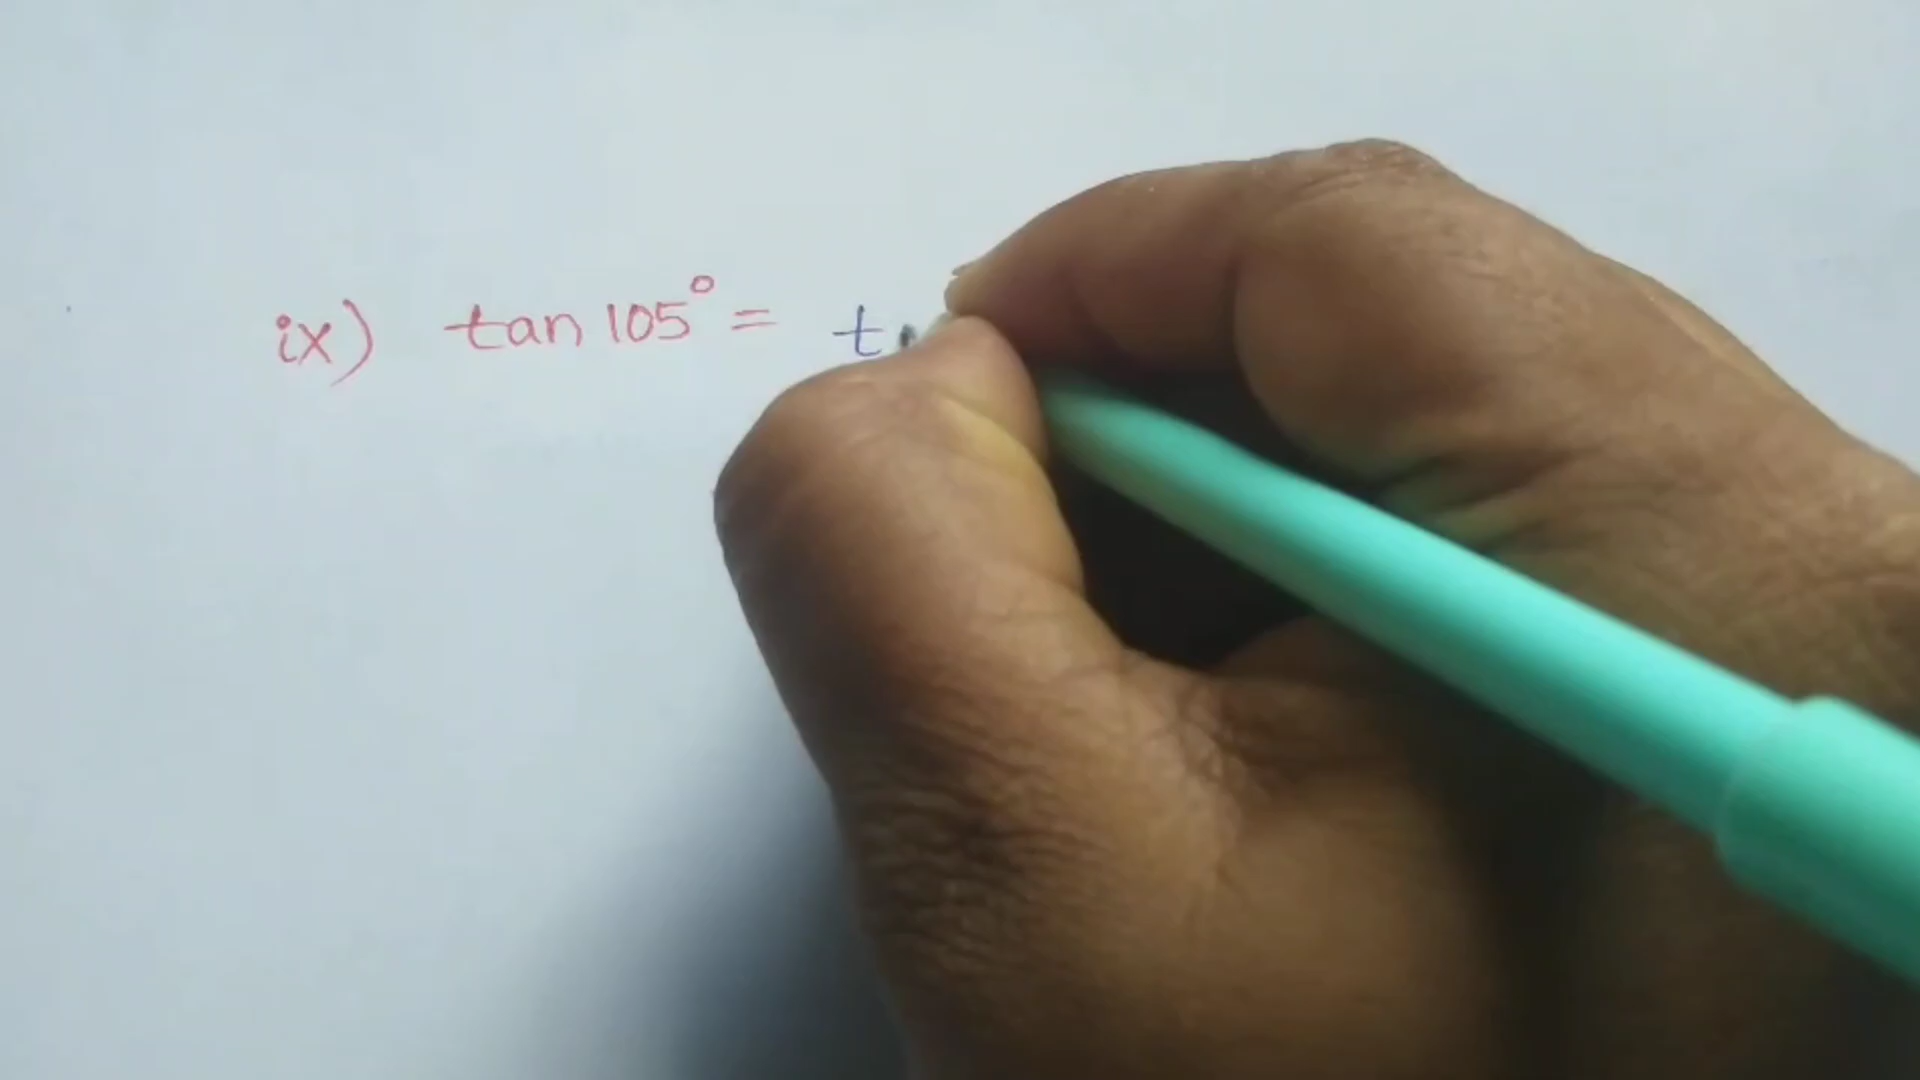 ix) tan 105° = t